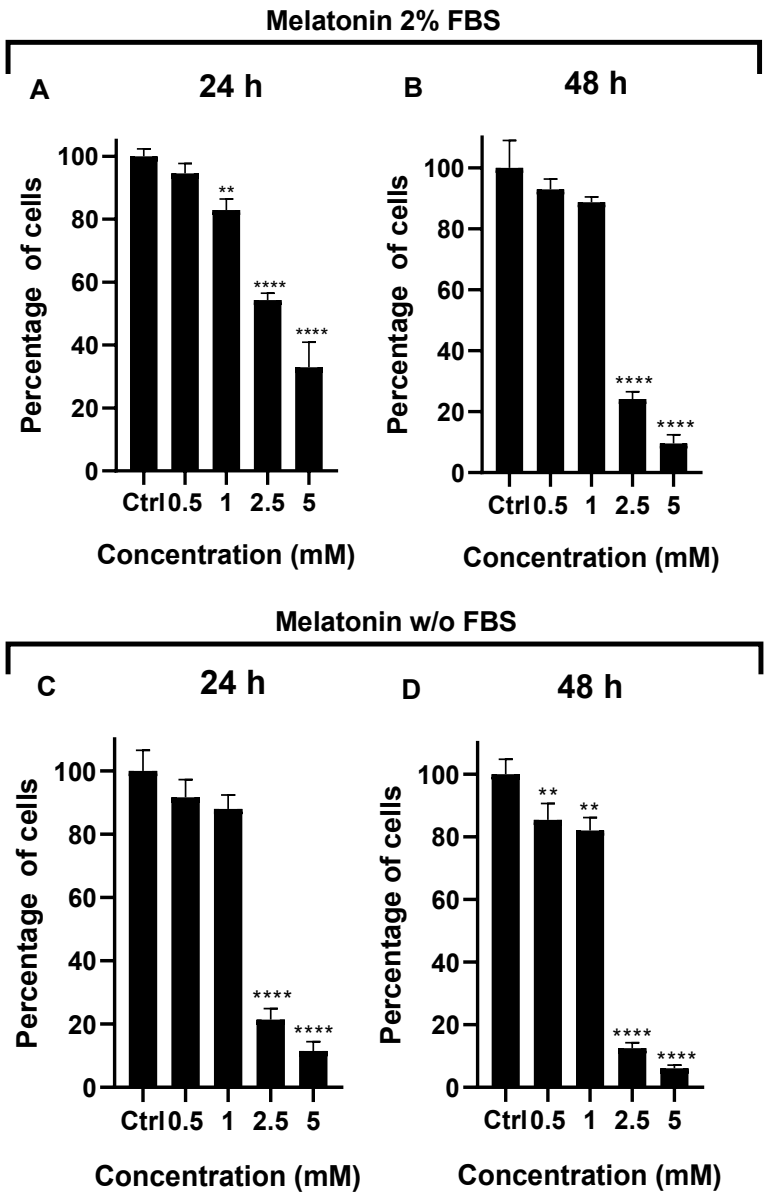 Melatonin 2% FBS
A 24 h
B 48 h
Percentage of cells
100
80
60
40
20
0
**
****
****
Ctrl 0.5 1 2.5 5
Concentration (mM)
Percentage of cells
100
80
60
40
20
0
****
****
Ctrl 0.5 1 2.5 5
Concentration (mM)
Melatonin w/o FBS
C 24 h
D 48 h
Percentage of cells
100
80
60
40
20
0
****
****
Ctrl 0.5 1 2.5 5
Concentration (mM)
Percentage of cells
100
80
60
40
20
0
**
**
****
****
Ctrl 0.5 1 2.5 5
Concentration (mM)